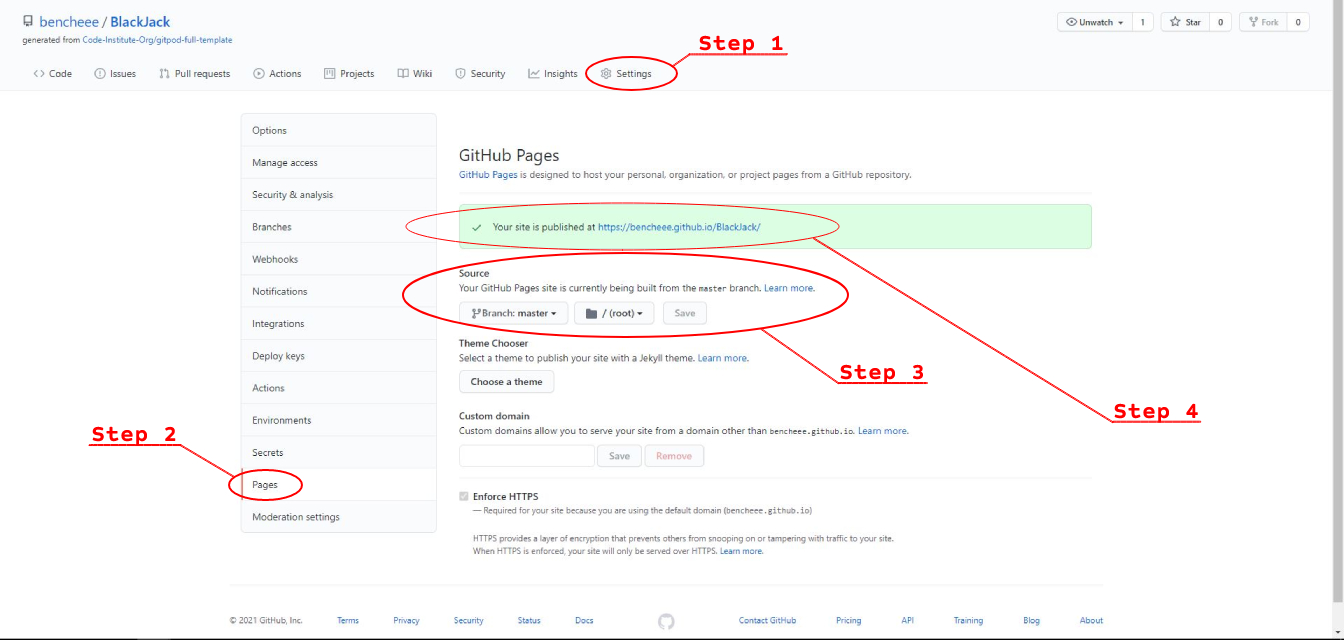 bencheee / BlackJack
Unwatch 1 Star 0 Fork 0
generated from Code-Institute-Org/gitpod-full-template
Step 1
Code Issues Pull requests Actions Projects Wiki Security Insights Settings
Options
Manage access
Security & analysis
Branches
Webhooks
Notifications
Integrations
Deploy keys
Actions
Environments
Secrets
Pages
Moderation settings
Step 2
GitHub Pages
GitHub Pages is designed to host your personal, organization, or project pages from a GitHub repository.
Your site is published at https://bencheee.github.io/BlackJack/
Source
Your GitHub Pages site is currently being built from the master branch. Learn more.
Branch: master / (root) Save
Theme Chooser
Select a theme to publish your site with a Jekyll theme. Learn more.
Choose a theme
Step 3
Step 4
Custom domain
Custom domains allow you to serve your site from a domain other than bencheee.github.io. Learn more.
Save Remove
Enforce HTTPS
— Required for your site because you are using the default domain (bencheee.github.io)
HTTPS provides a layer of encryption that prevents others from snooping on or tampering with traffic to your site.
When HTTPS is enforced, your site will only be served over HTTPS. Learn more.
© 2021 GitHub, Inc. Terms Privacy Security Status Docs Contact GitHub Pricing API Training Blog About